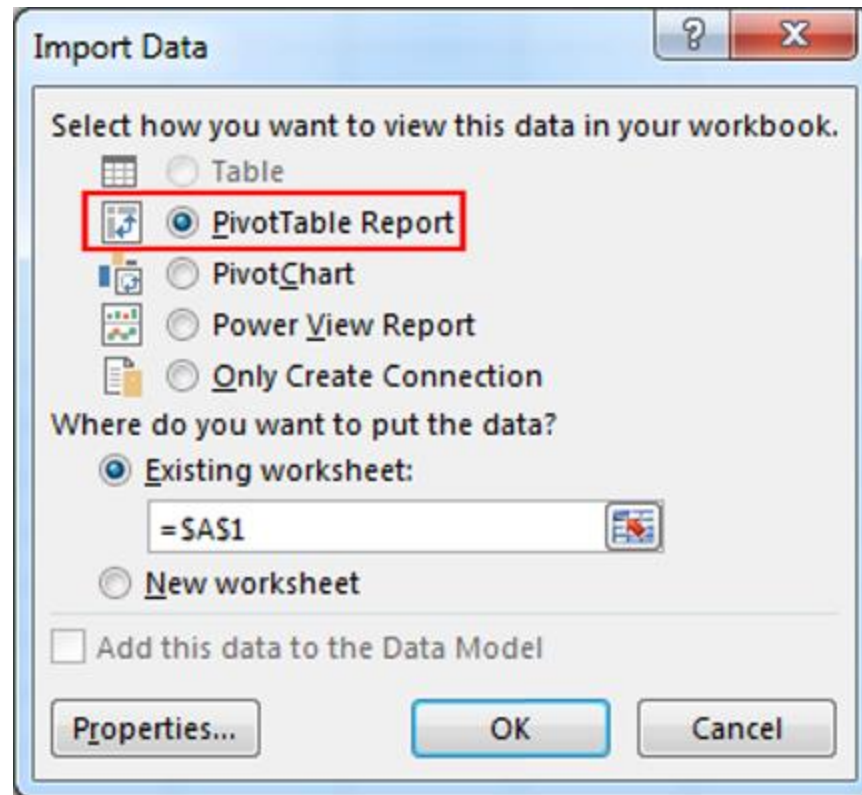 Import Data
Select how you want to view this data in your workbook.
Table
PivotTable Report
PivotChart
Power View Report
Only Create Connection
Where do you want to put the data?
Existing worksheet:
=$A$1
New worksheet
Add this data to the Data Model
Properties...
OK
Cancel